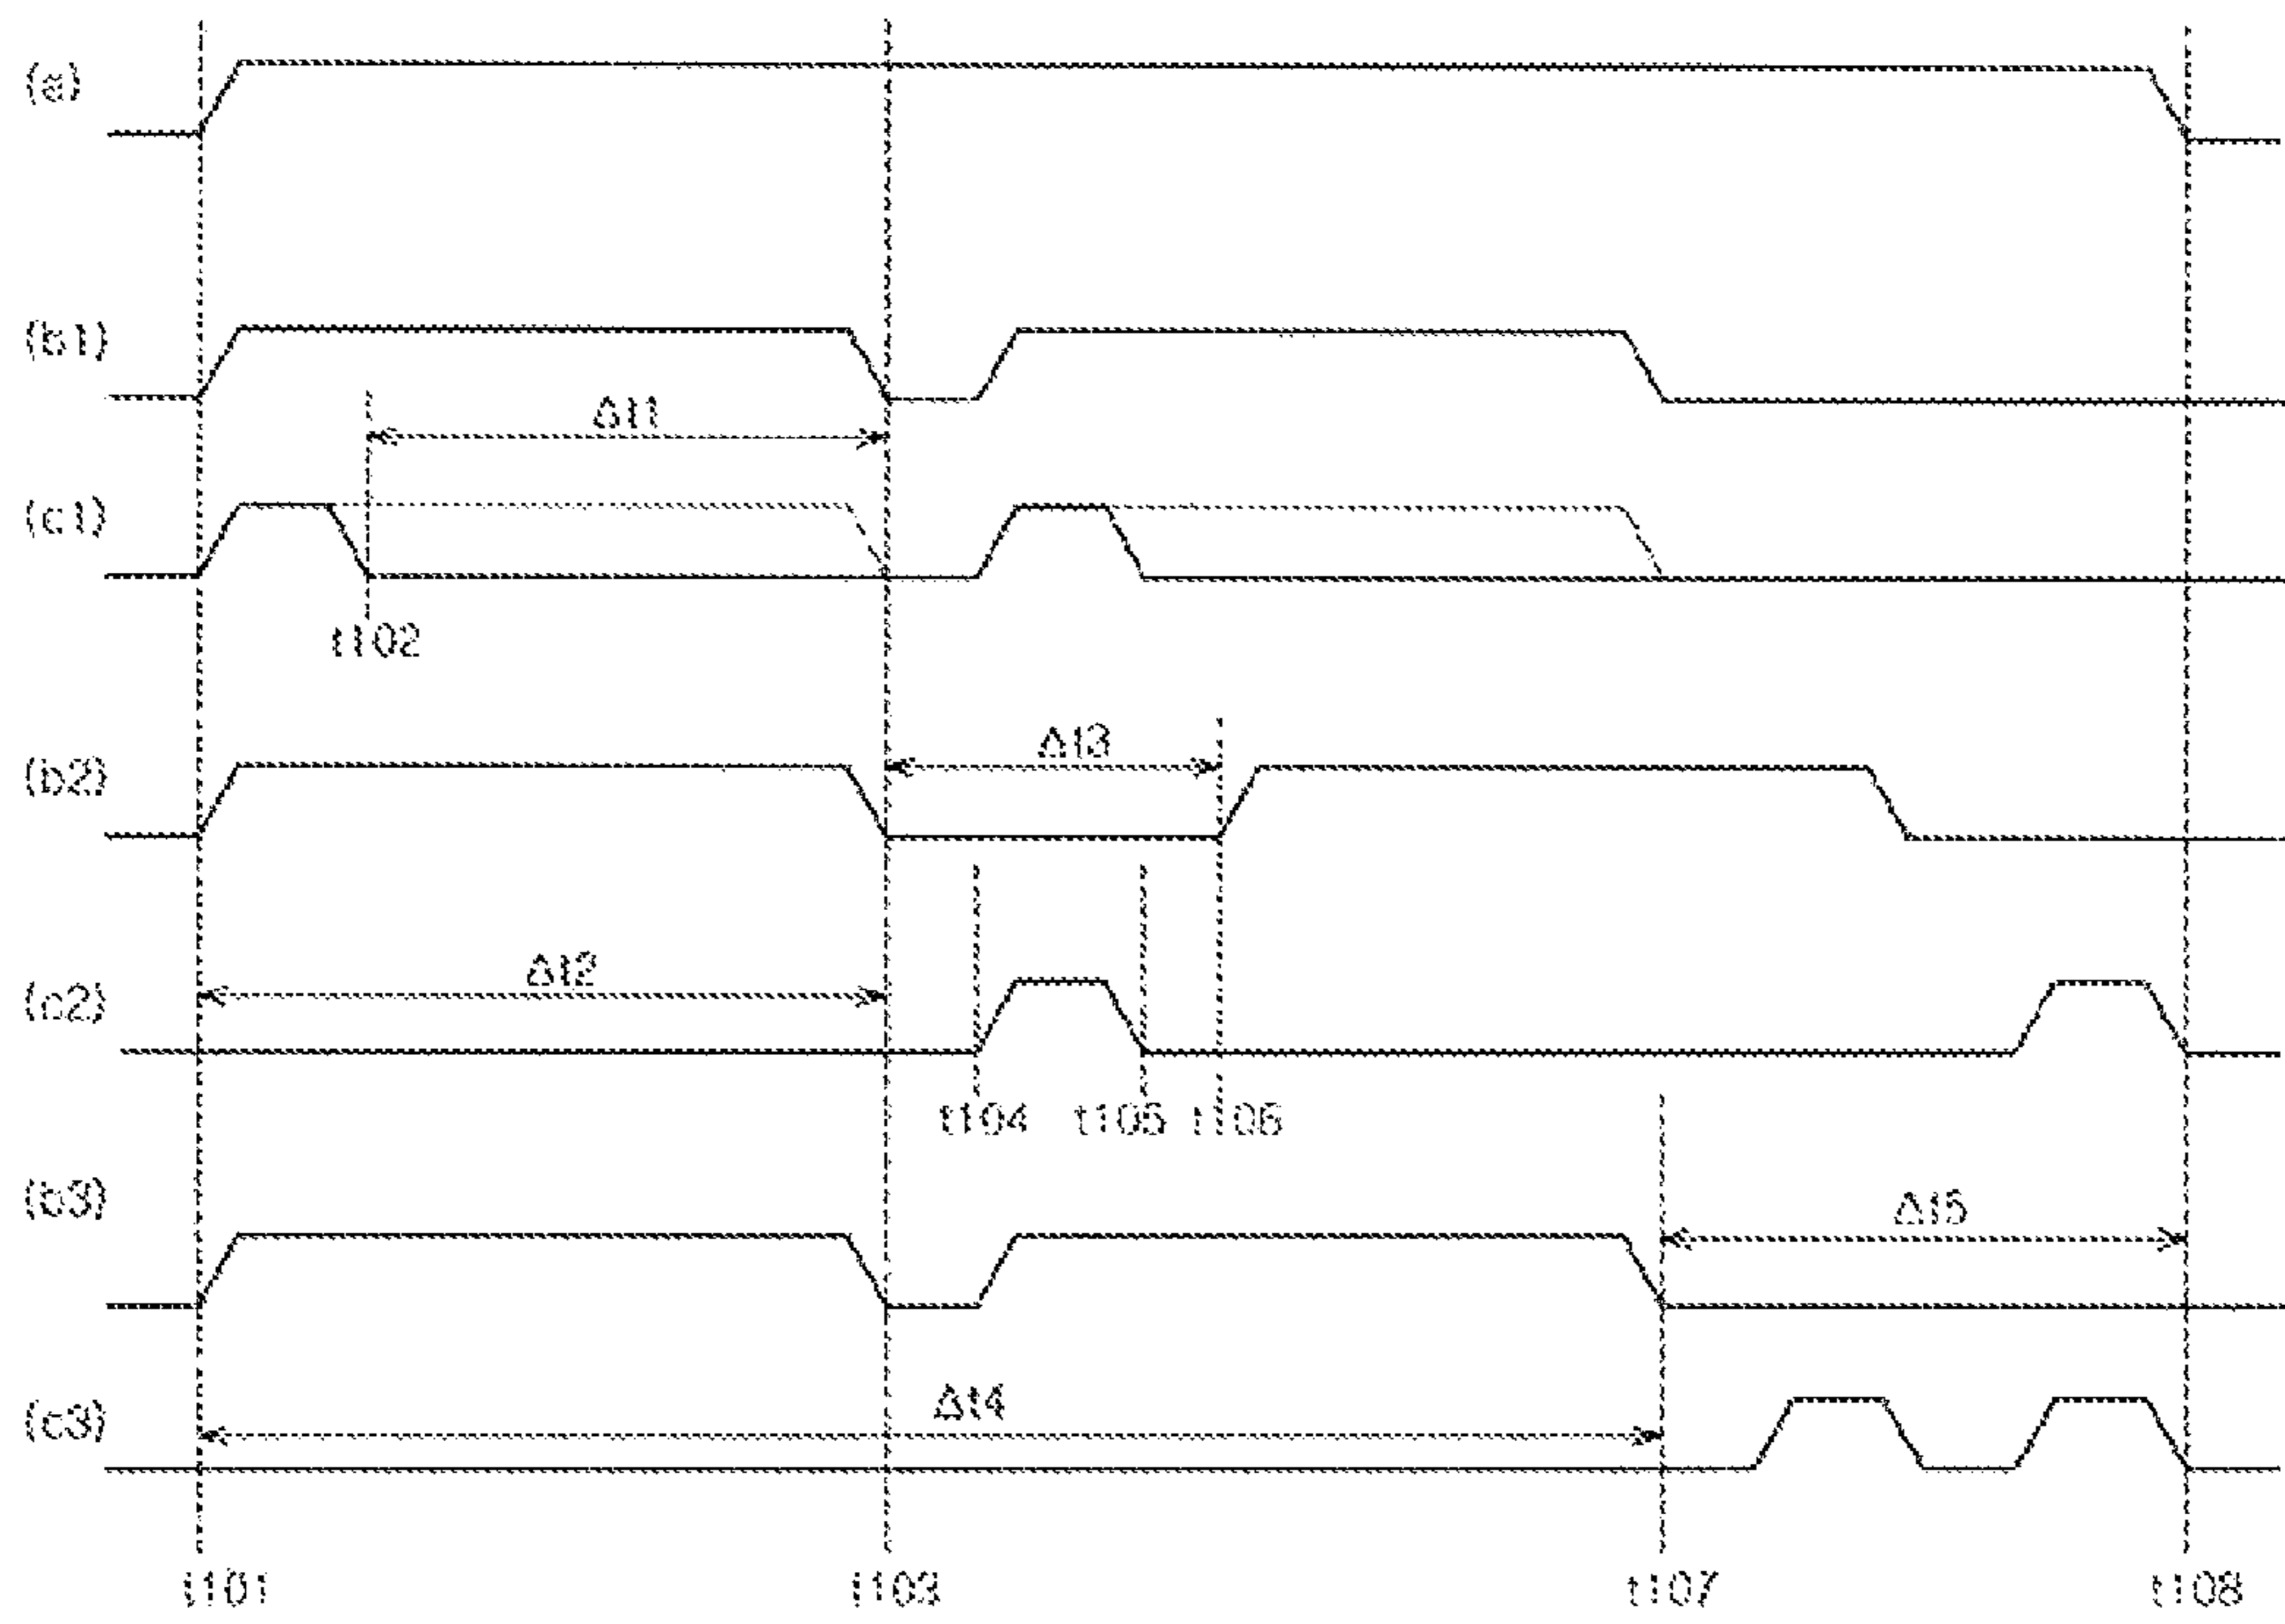 (a)
(b1)
Δt1
(c1)
t102
(b2)
Δt3
(c2)
Δt2
t104 t105 t106
(b3)
Δt5
(c3)
Δt4
t101 t103 t107 t108